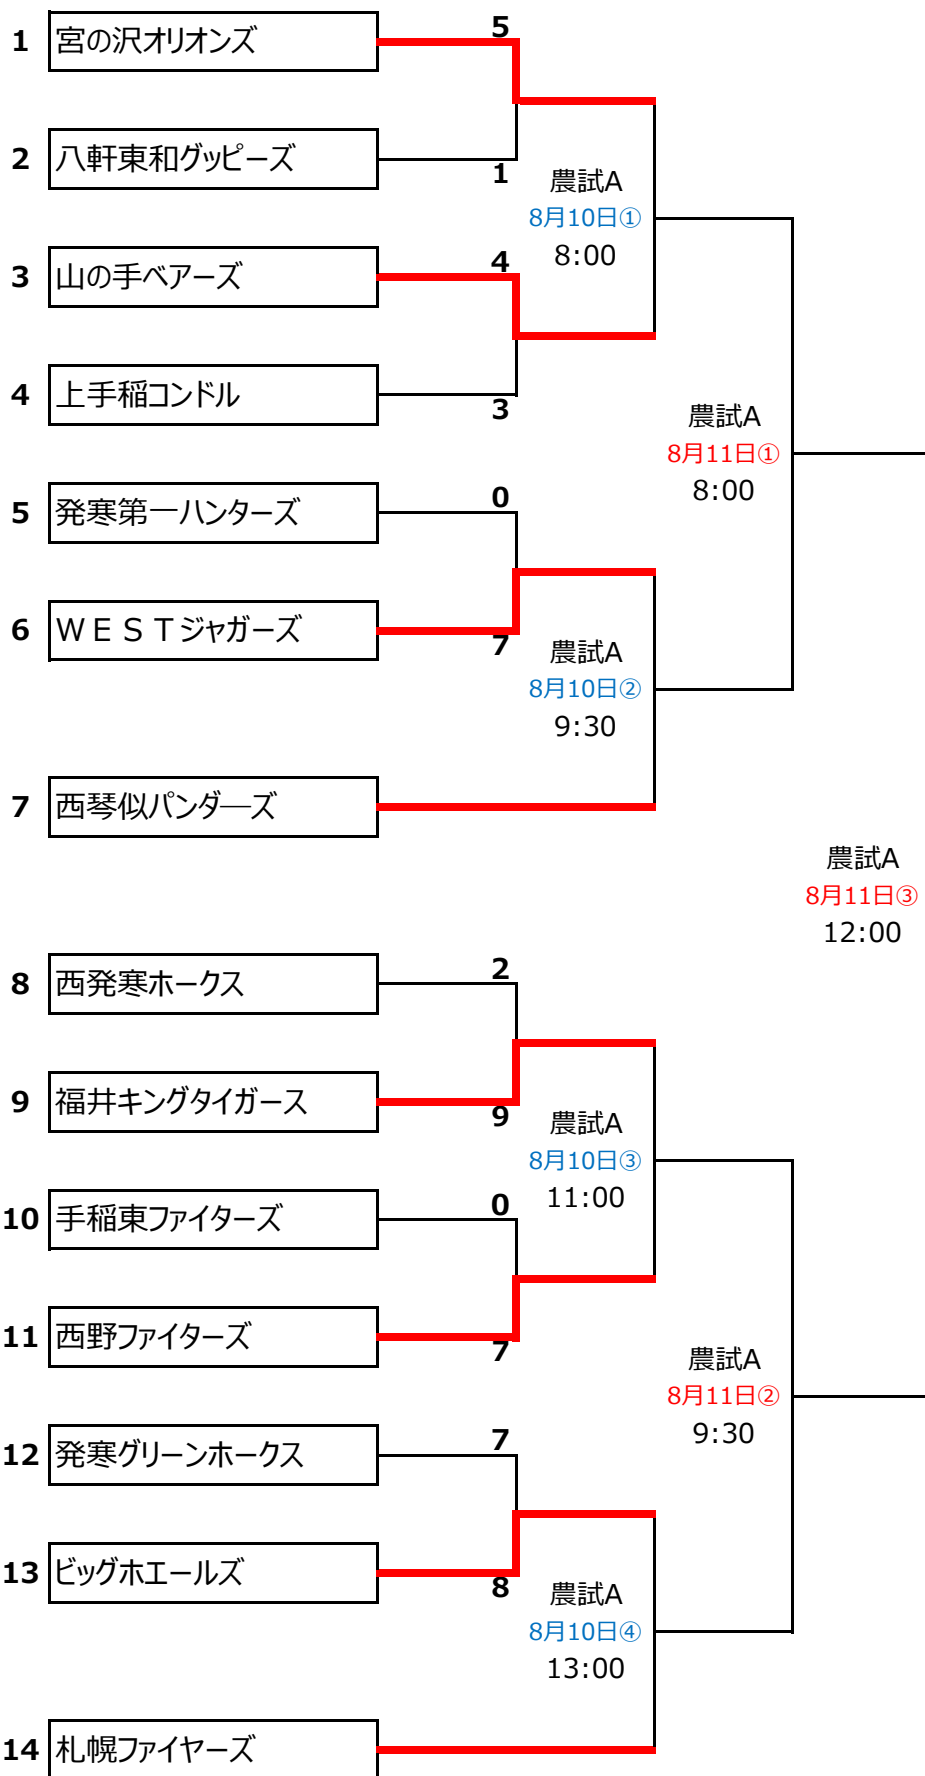 1 宮の沢オリオンズ 5
2 八軒東和グッピーズ 1
農試A
8月10日①
8:00
3 山の手ベアーズ 4
4 上手稲コンドル 3
農試A
8月11日①
8:00
5 発寒第一ハンターズ 0
6 ＷＥＳＴジャガーズ 7
農試A
8月10日②
9:30
7 西琴似パンダ―ズ
農試A
8月11日③
12:00
8 西発寒ホークス 2
9 福井キングタイガース 9
農試A
8月10日③
11:00
10 手稲東ファイターズ 0
11 西野ファイターズ 7
農試A
8月11日②
9:30
12 発寒グリーンホークス 7
13 ビッグホエールズ 8
農試A
8月10日④
13:00
14 札幌ファイヤーズ